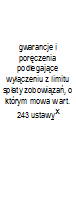 gwarancje i
poręczenia
podlegające
wyłączeniu z limitu
spłaty zobowiązań, o
którym mowa w art.
243 ustawy x